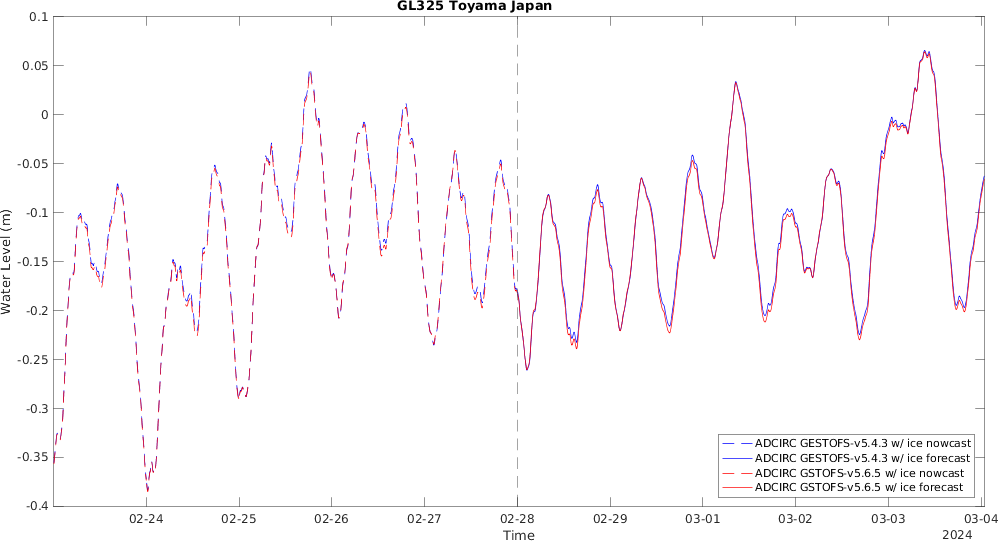 GL325 Toyama Japan
0.1
0.05
0
-0.05
-0.1
-0.15
-0.2
-0.25
-0.3
-0.35
-0.4
Water Level (m)
ADCIRC GESTOFS-v5.4.3 w/ ice nowcast
ADCIRC GESTOFS-v5.4.3 w/ ice forecast
ADCIRC GSTOFS-v5.6.5 w/ ice nowcast
ADCIRC GSTOFS-v5.6.5 w/ ice forecast
02-24 02-25 02-26 02-27 02-28 02-29 03-01 03-02 03-03 03-04
Time
2024